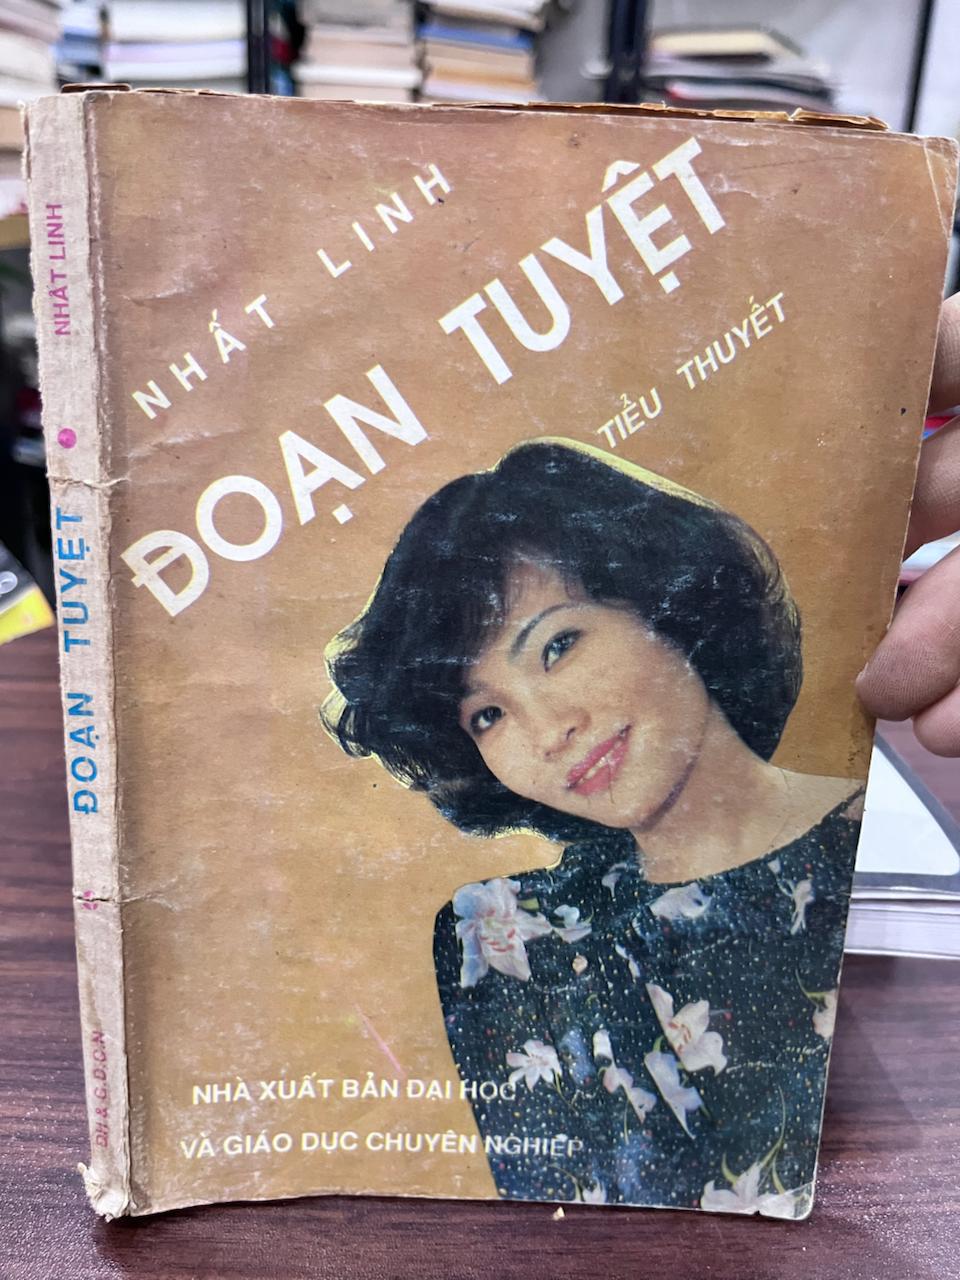 NHẤT LINH
ĐOẠN TUYỆT
TIỂU THUYẾT
NHÀ XUẤT BẢN ĐẠI HỌC
VÀ GIÁO DỤC CHUYÊN NGHIỆP
NHẤT LINH
ĐOẠN TUYỆT
ĐH & G.D.C.N